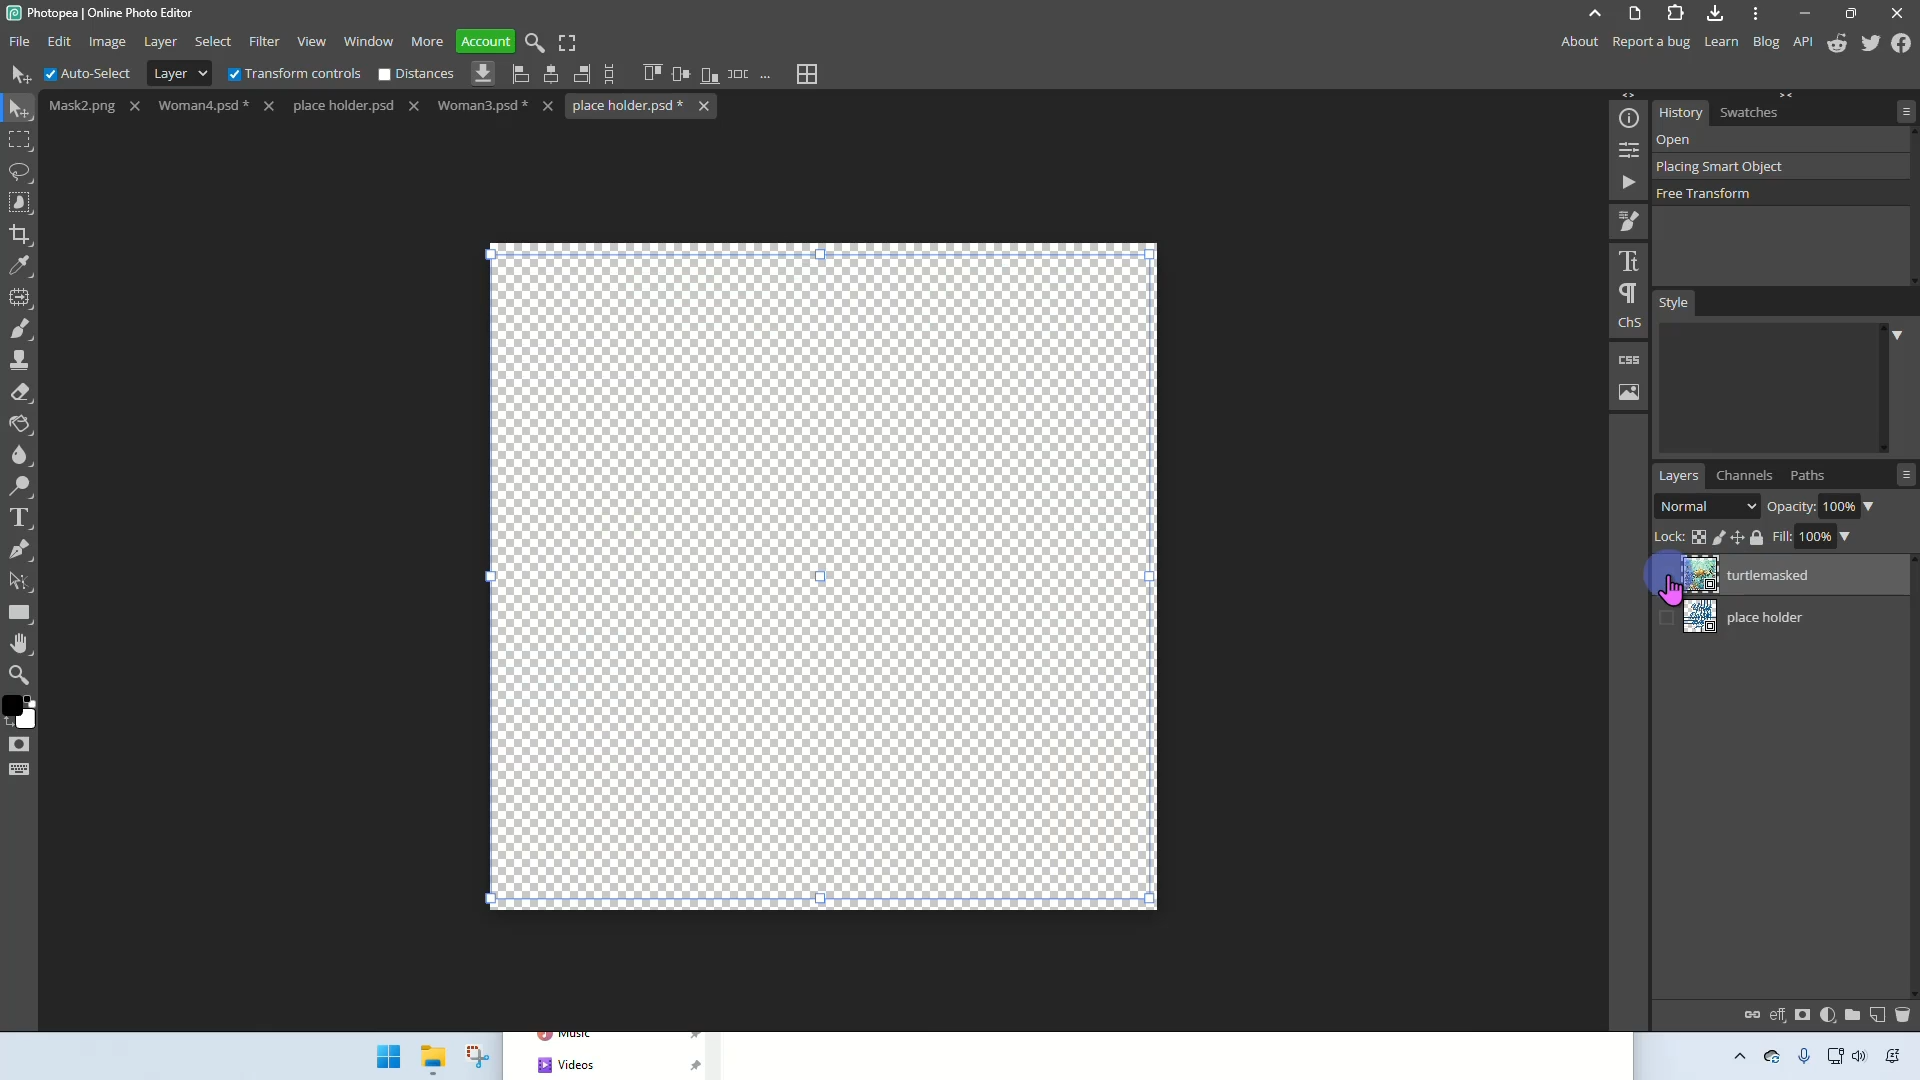 Photopea | Online Photo Editor
File Edit Image Layer Select Filter View Window More Account About Report a bug Learn Blog API
Auto-Select Layer Transform controls Distances ...
Mask2.png Woman4.psd * place holder.psd Woman3.psd * place holder.psd *
History Swatches
Open
Placing Smart Object
Free Transform
Tt
ChS
CSS
Style
Layers Channels Paths
Normal Opacity: 100%
Lock: Fill: 100%
turtlemasked
place holder
eff
Music
Videos